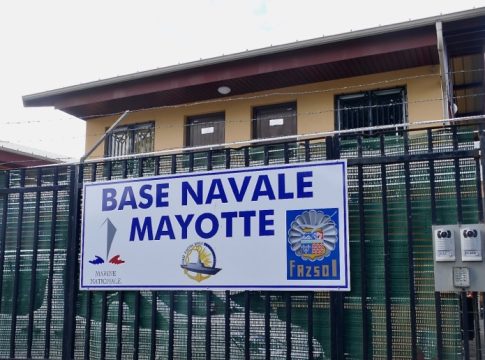 BASE NAVALE
MAYOTTE
MARINE
NATIONALE
FAZSOI